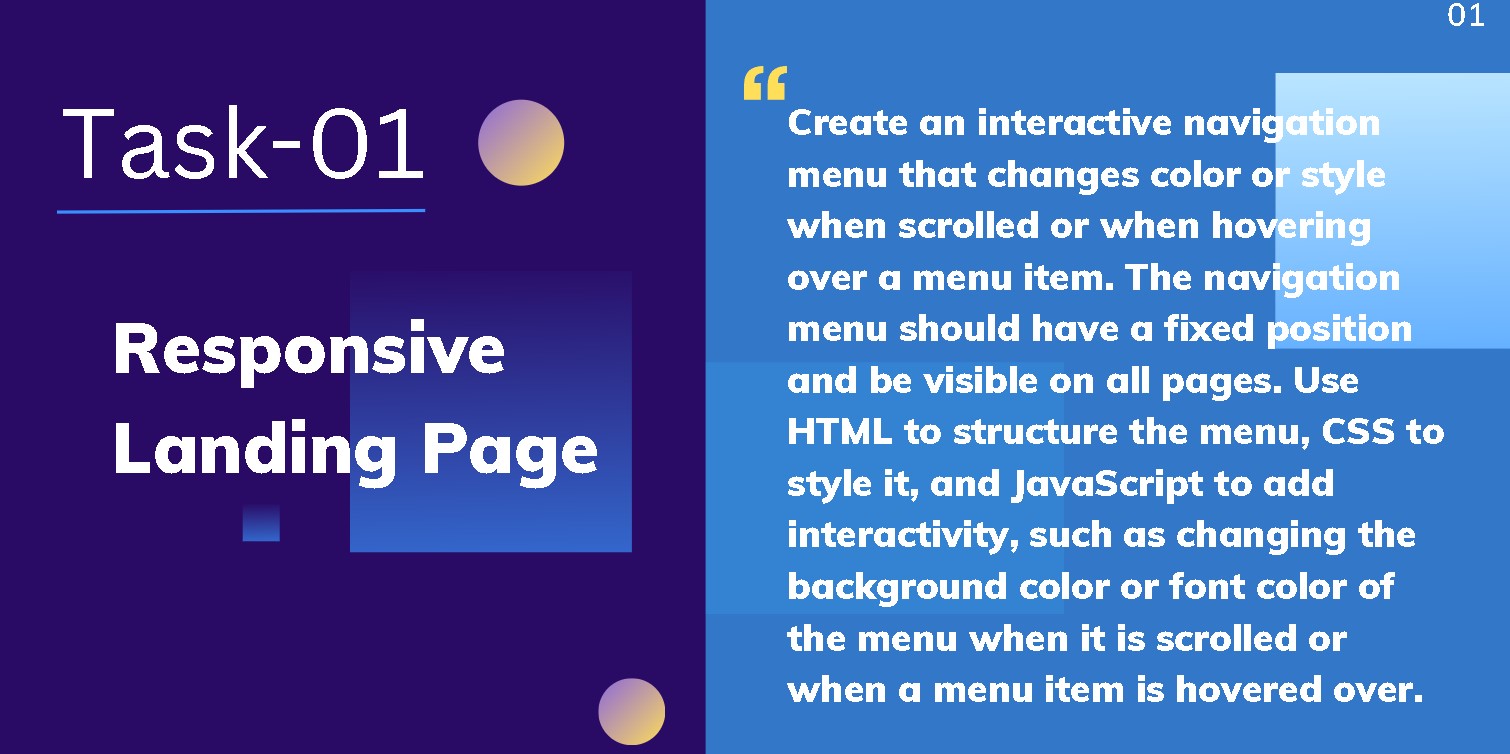 01
Task-01
Responsive
Landing Page
“
Create an interactive navigation
menu that changes color or style
when scrolled or when hovering
over a menu item. The navigation
menu should have a fixed position
and be visible on all pages. Use
HTML to structure the menu, CSS to
style it, and JavaScript to add
interactivity, such as changing the
background color or font color of
the menu when it is scrolled or
when a menu item is hovered over.